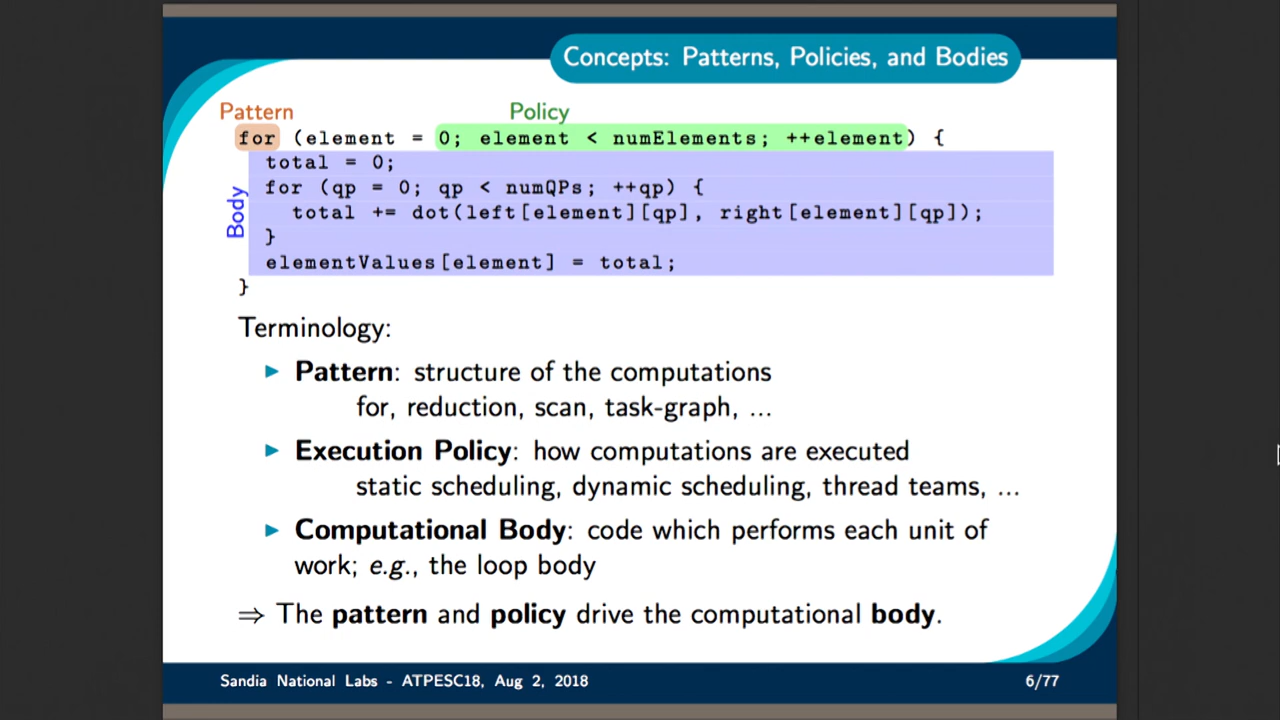 Concepts: Patterns, Policies, and Bodies
Pattern
Policy
for (element = 0; element < numElements; ++element) {
total = 0;
for (qp = 0; qp < numQPs; ++qp) {
total += dot(left[element][qp], right[element][qp]);
}
elementValues[element] = total;
}
Body
Terminology:
► Pattern: structure of the computations
for, reduction, scan, task-graph, ...
► Execution Policy: how computations are executed
static scheduling, dynamic scheduling, thread teams, ...
► Computational Body: code which performs each unit of
work; e.g., the loop body
⇒ The pattern and policy drive the computational body.
Sandia National Labs - ATPESC18, Aug 2, 2018
6/77